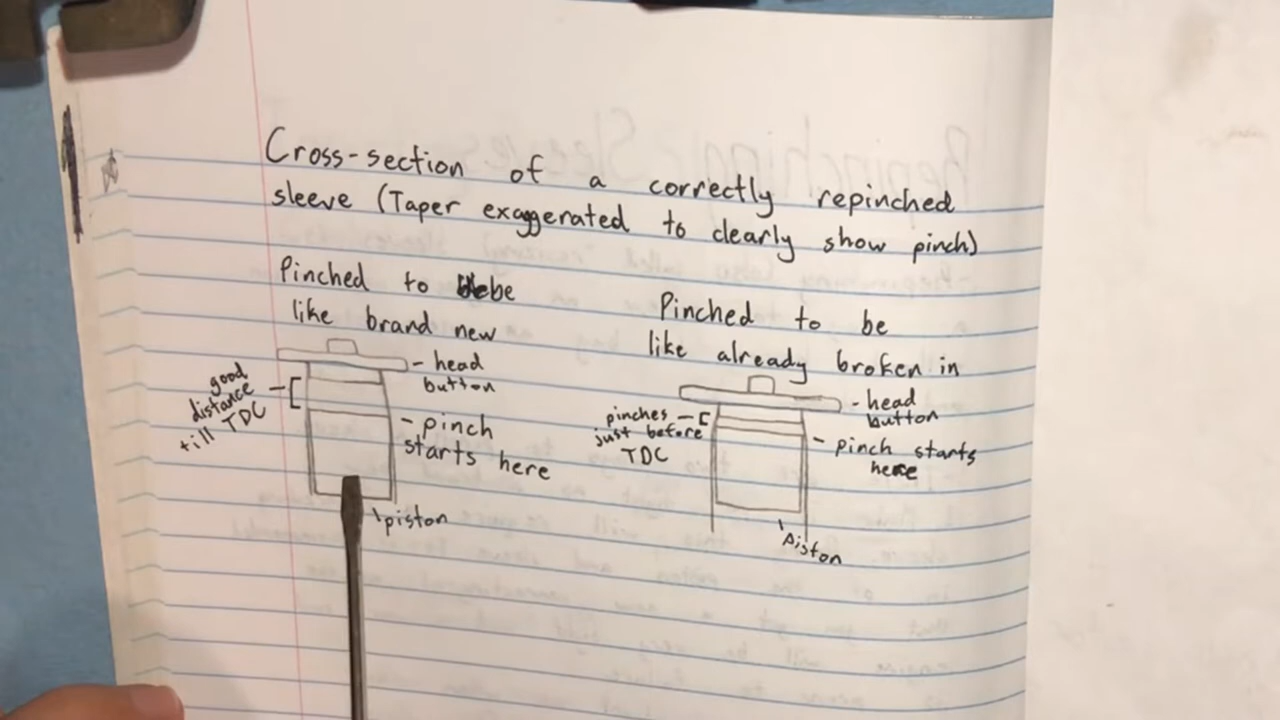 Cross-section of a correctly repinched
sleeve (Taper exaggerated to clearly show pinch)
Pinched to be
like brand new
good
distance
till TDC
- head
button
- pinch
starts here
piston
Pinched to be
like already broken in
pinches
just before
TDC
- head
button
- pinch starts
here
piston